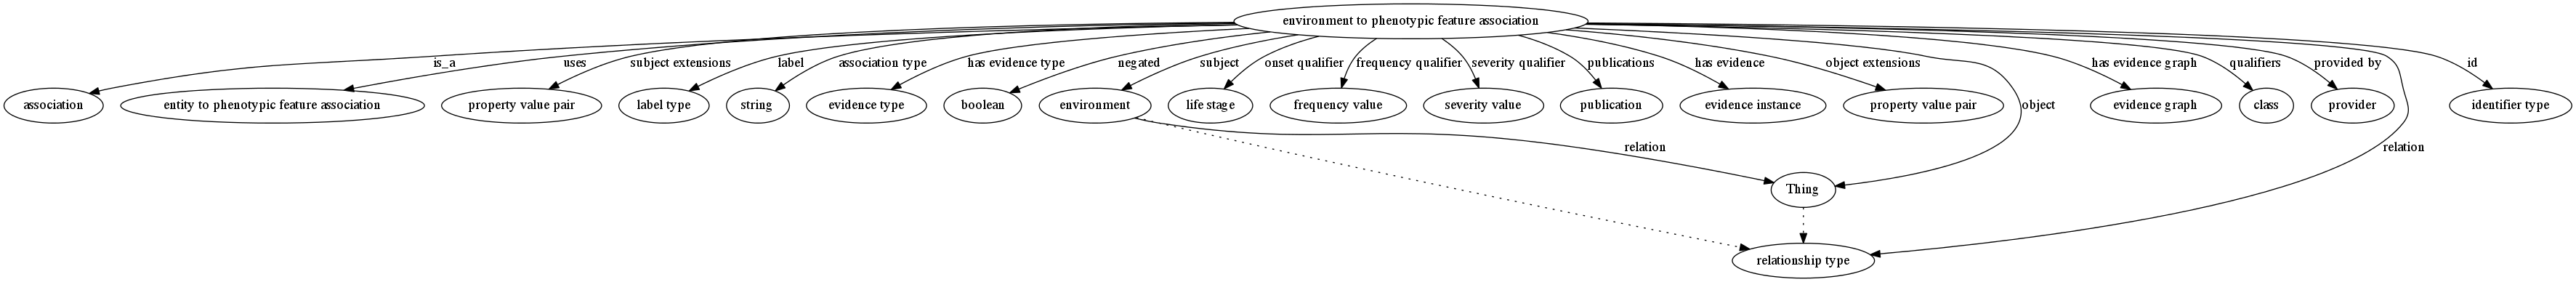 environment to phenotypic feature association
is_a
uses
subject extensions
label
association type
has evidence type
negated
subject
onset qualifier
frequency qualifier
severity qualifier
publications
has evidence
object extensions
has evidence graph
qualifiers
provided by
id
association
entity to phenotypic feature association
property value pair
label type
string
evidence type
boolean
environment
life stage
frequency value
severity value
publication
evidence instance
property value pair
object
evidence graph
class
provider
identifier type
relation
relation
Thing
relationship type